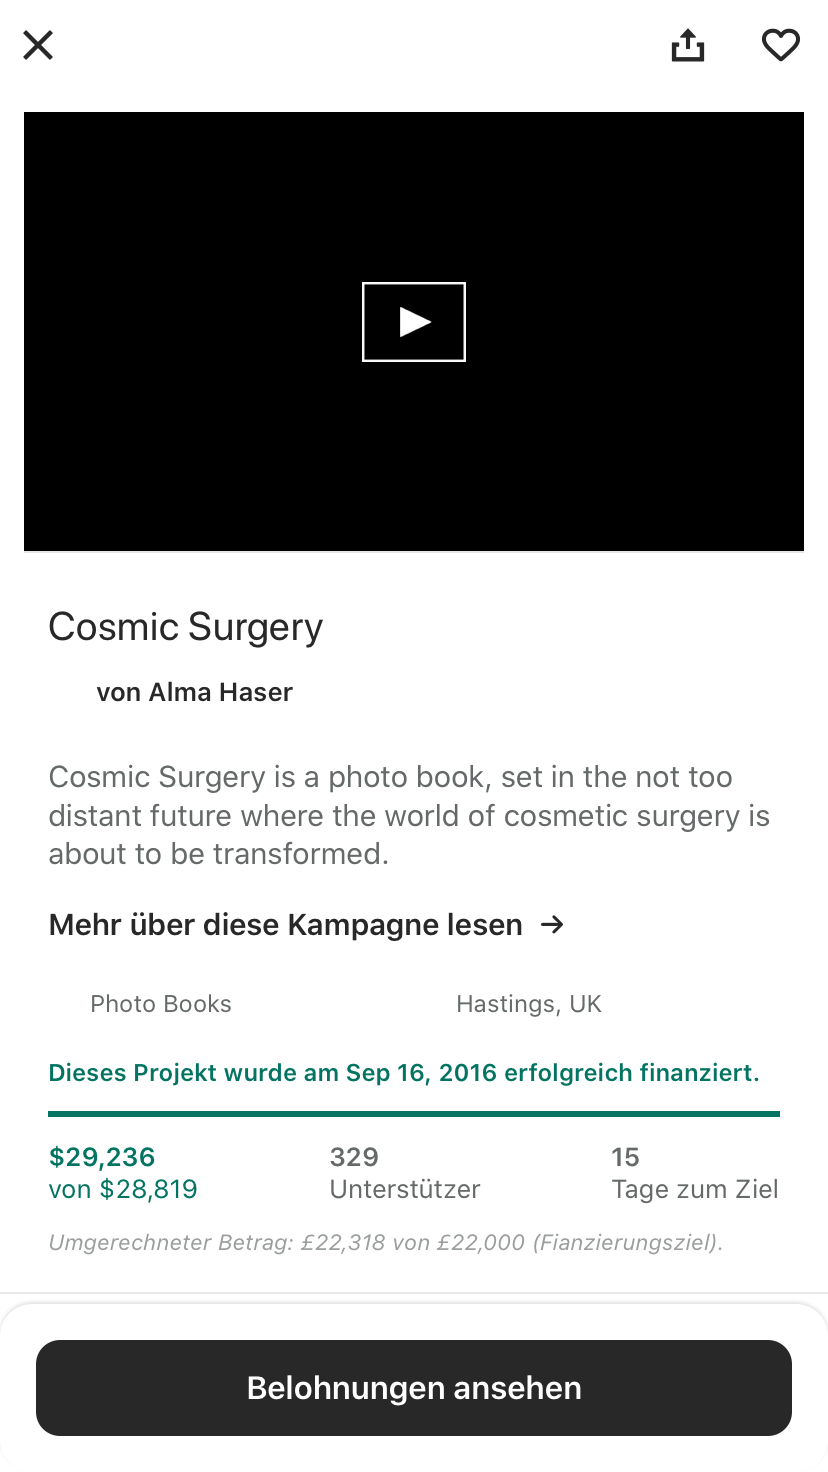 Cosmic Surgery
von Alma Haser
Cosmic Surgery is a photo book, set in the not too
distant future where the world of cosmetic surgery is
about to be transformed.
Mehr über diese Kampagne lesen →
Photo Books
Hastings, UK
Dieses Projekt wurde am Sep 16, 2016 erfolgreich finanziert.
$29,236
von $28,819
329
Unterstützer
15
Tage zum Ziel
Umgerechneter Betrag: £22,318 von £22,000 (Fianzierungsziel).
Belohnungen ansehen